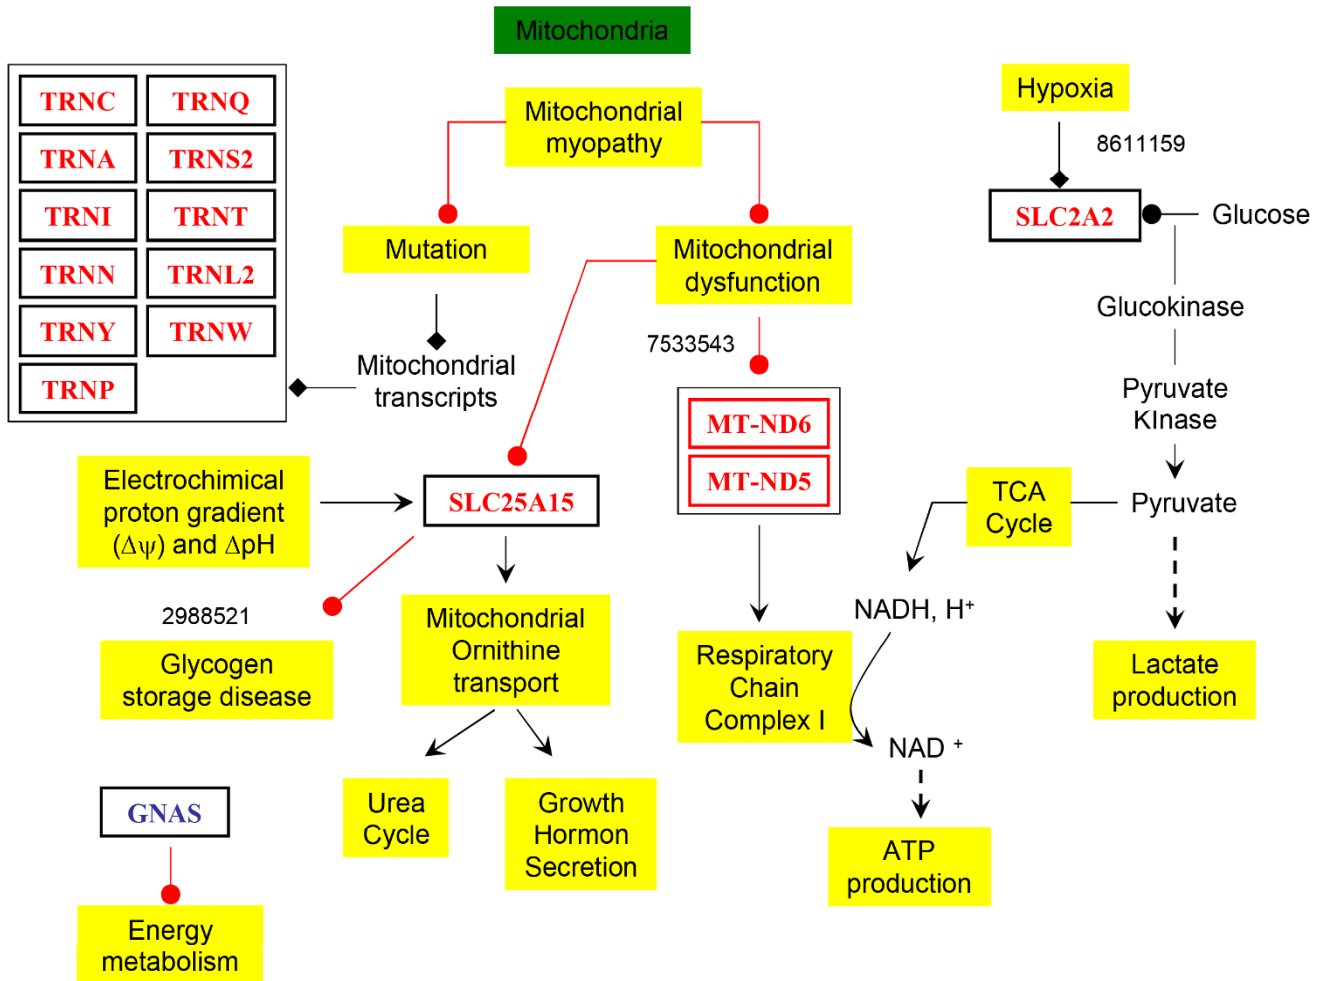 Mitochondria
TRNC
TRNQ
TRNA
TRNS2
TRNI
TRNT
TRNN
TRNL2
TRNY
TRNW
TRNP
Mitochondrial
myopathy
Mutation
Mitochondrial
transcripts
Mitochondrial
dysfunction
7533543
MT-ND6
MT-ND5
Hypoxia
8611159
SLC2A2
Glucose
Glucokinase
Pyruvate
KInase
Pyruvate
TCA
Cycle
Electrochimical
proton gradient
(Δψ) and ΔpH
SLC25A15
2988521
Glycogen
storage disease
Mitochondrial
Ornithine
transport
Respiratory
Chain
Complex I
NADH, H⁺
NAD ⁺
Lactate
production
GNAS
Energy
metabolism
Urea
Cycle
Growth
Hormon
Secretion
ATP
production